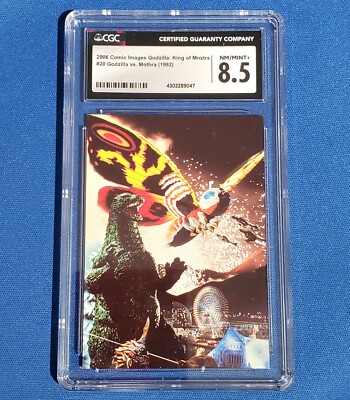 CGC
CERTIFIED GUARANTY COMPANY
2006 Comic Images Godzilla: King of Mnstrs
#20 Godzilla vs. Mothra (1992)
4302289047
NM/MINT+
8.5